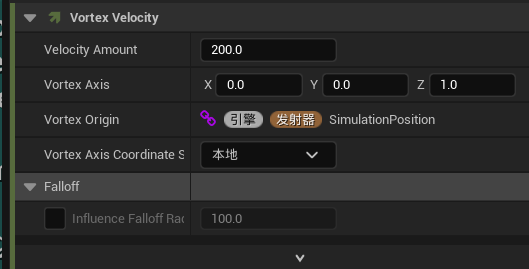 Vortex Velocity
Velocity Amount 200.0
Vortex Axis X 0.0 Y 0.0 Z 1.0
Vortex Origin 引擎 发射器 SimulationPosition
Vortex Axis Coordinate S 本地
Falloff
Influence Falloff Rac 100.0